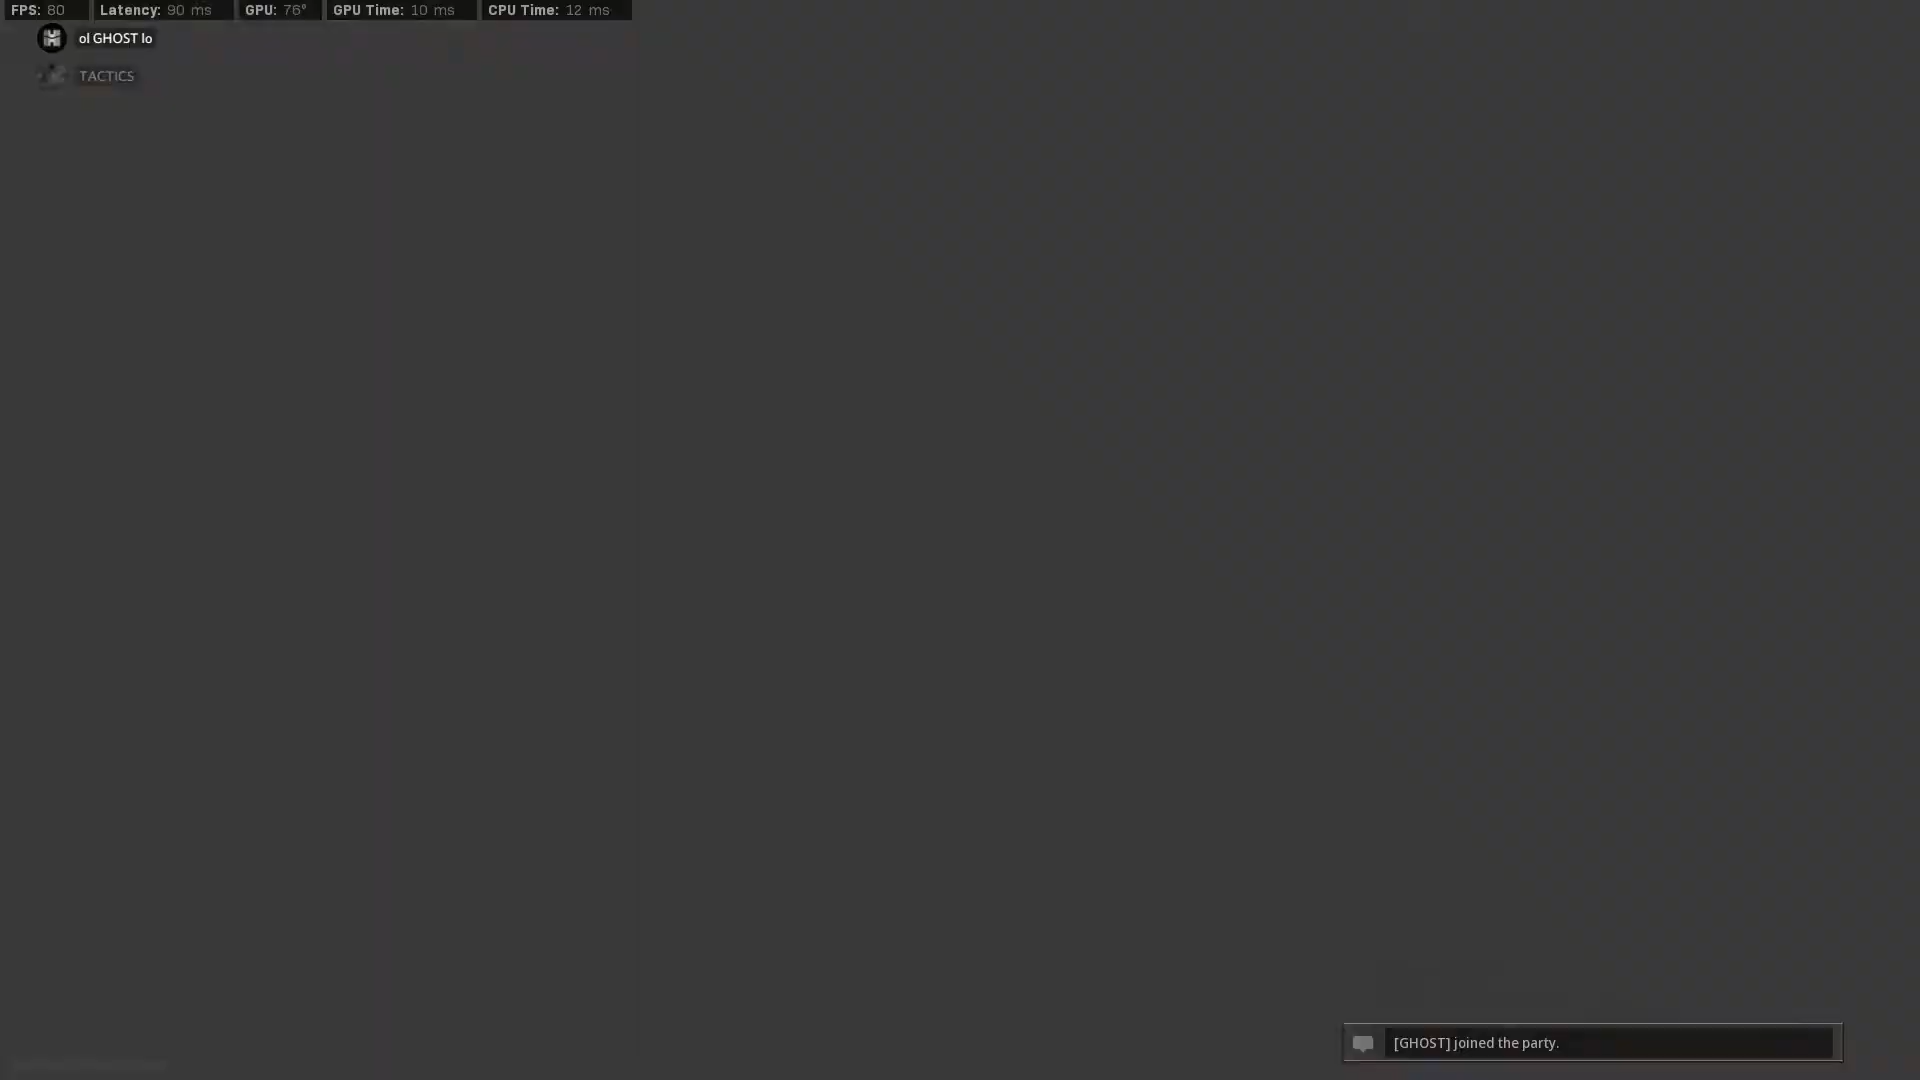 FPS: 80 Latency: 90 ms GPU: 76° GPU Time: 10 ms CPU Time: 12 ms
ol GHOST lo
TACTICS
[GHOST] joined the party.